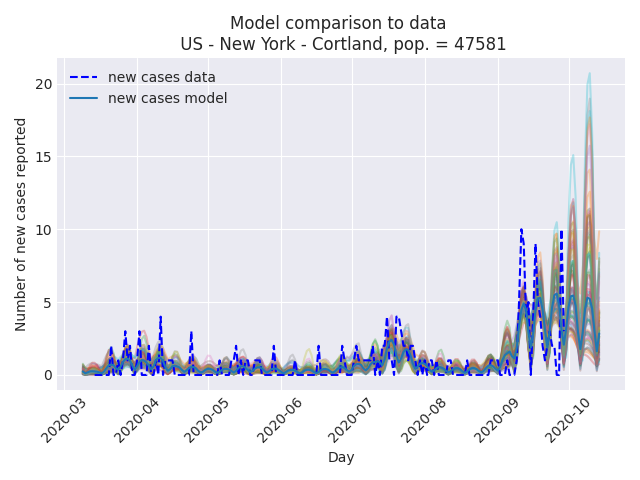 Model comparison to data
US - New York - Cortland, pop. = 47581
new cases data
new cases model
Number of new cases reported
20
15
10
5
0
2020-03
2020-04
2020-05
2020-06
2020-07
2020-08
2020-09
2020-10
Day